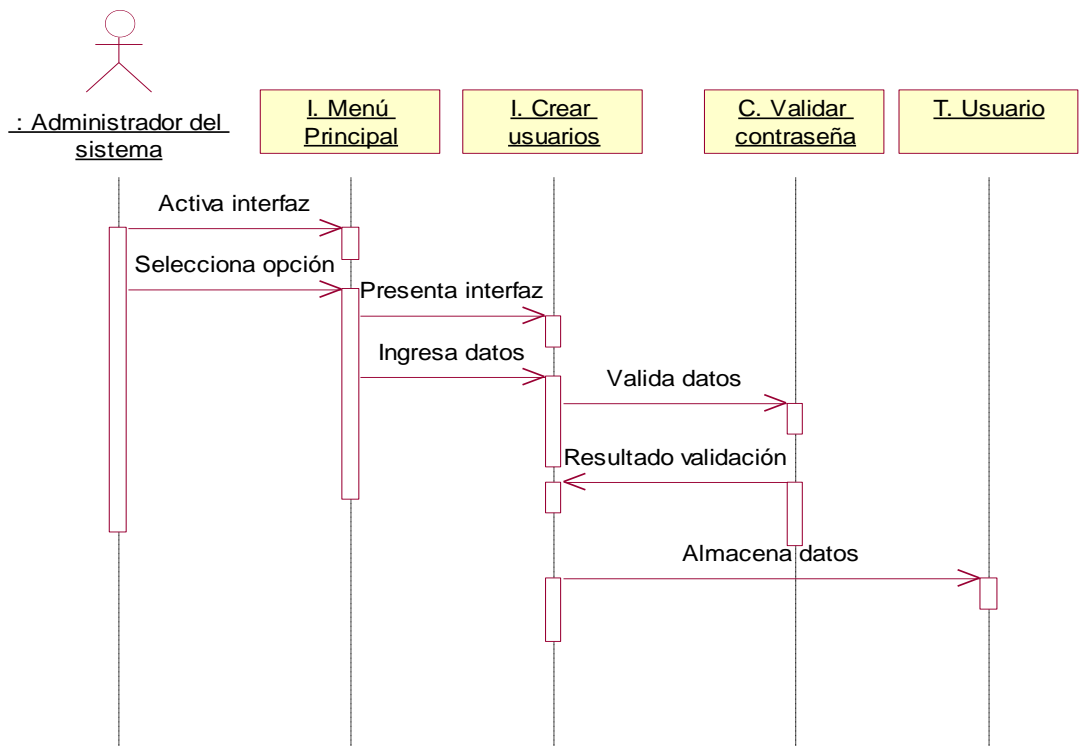 : Administrador del
sistema
I. Menú
Principal
I. Crear
usuarios
C. Validar
contraseña
T. Usuario
Activa interfaz
Selecciona opción
Presenta interfaz
Ingresa datos
Valida datos
Resultado validación
Almacena datos